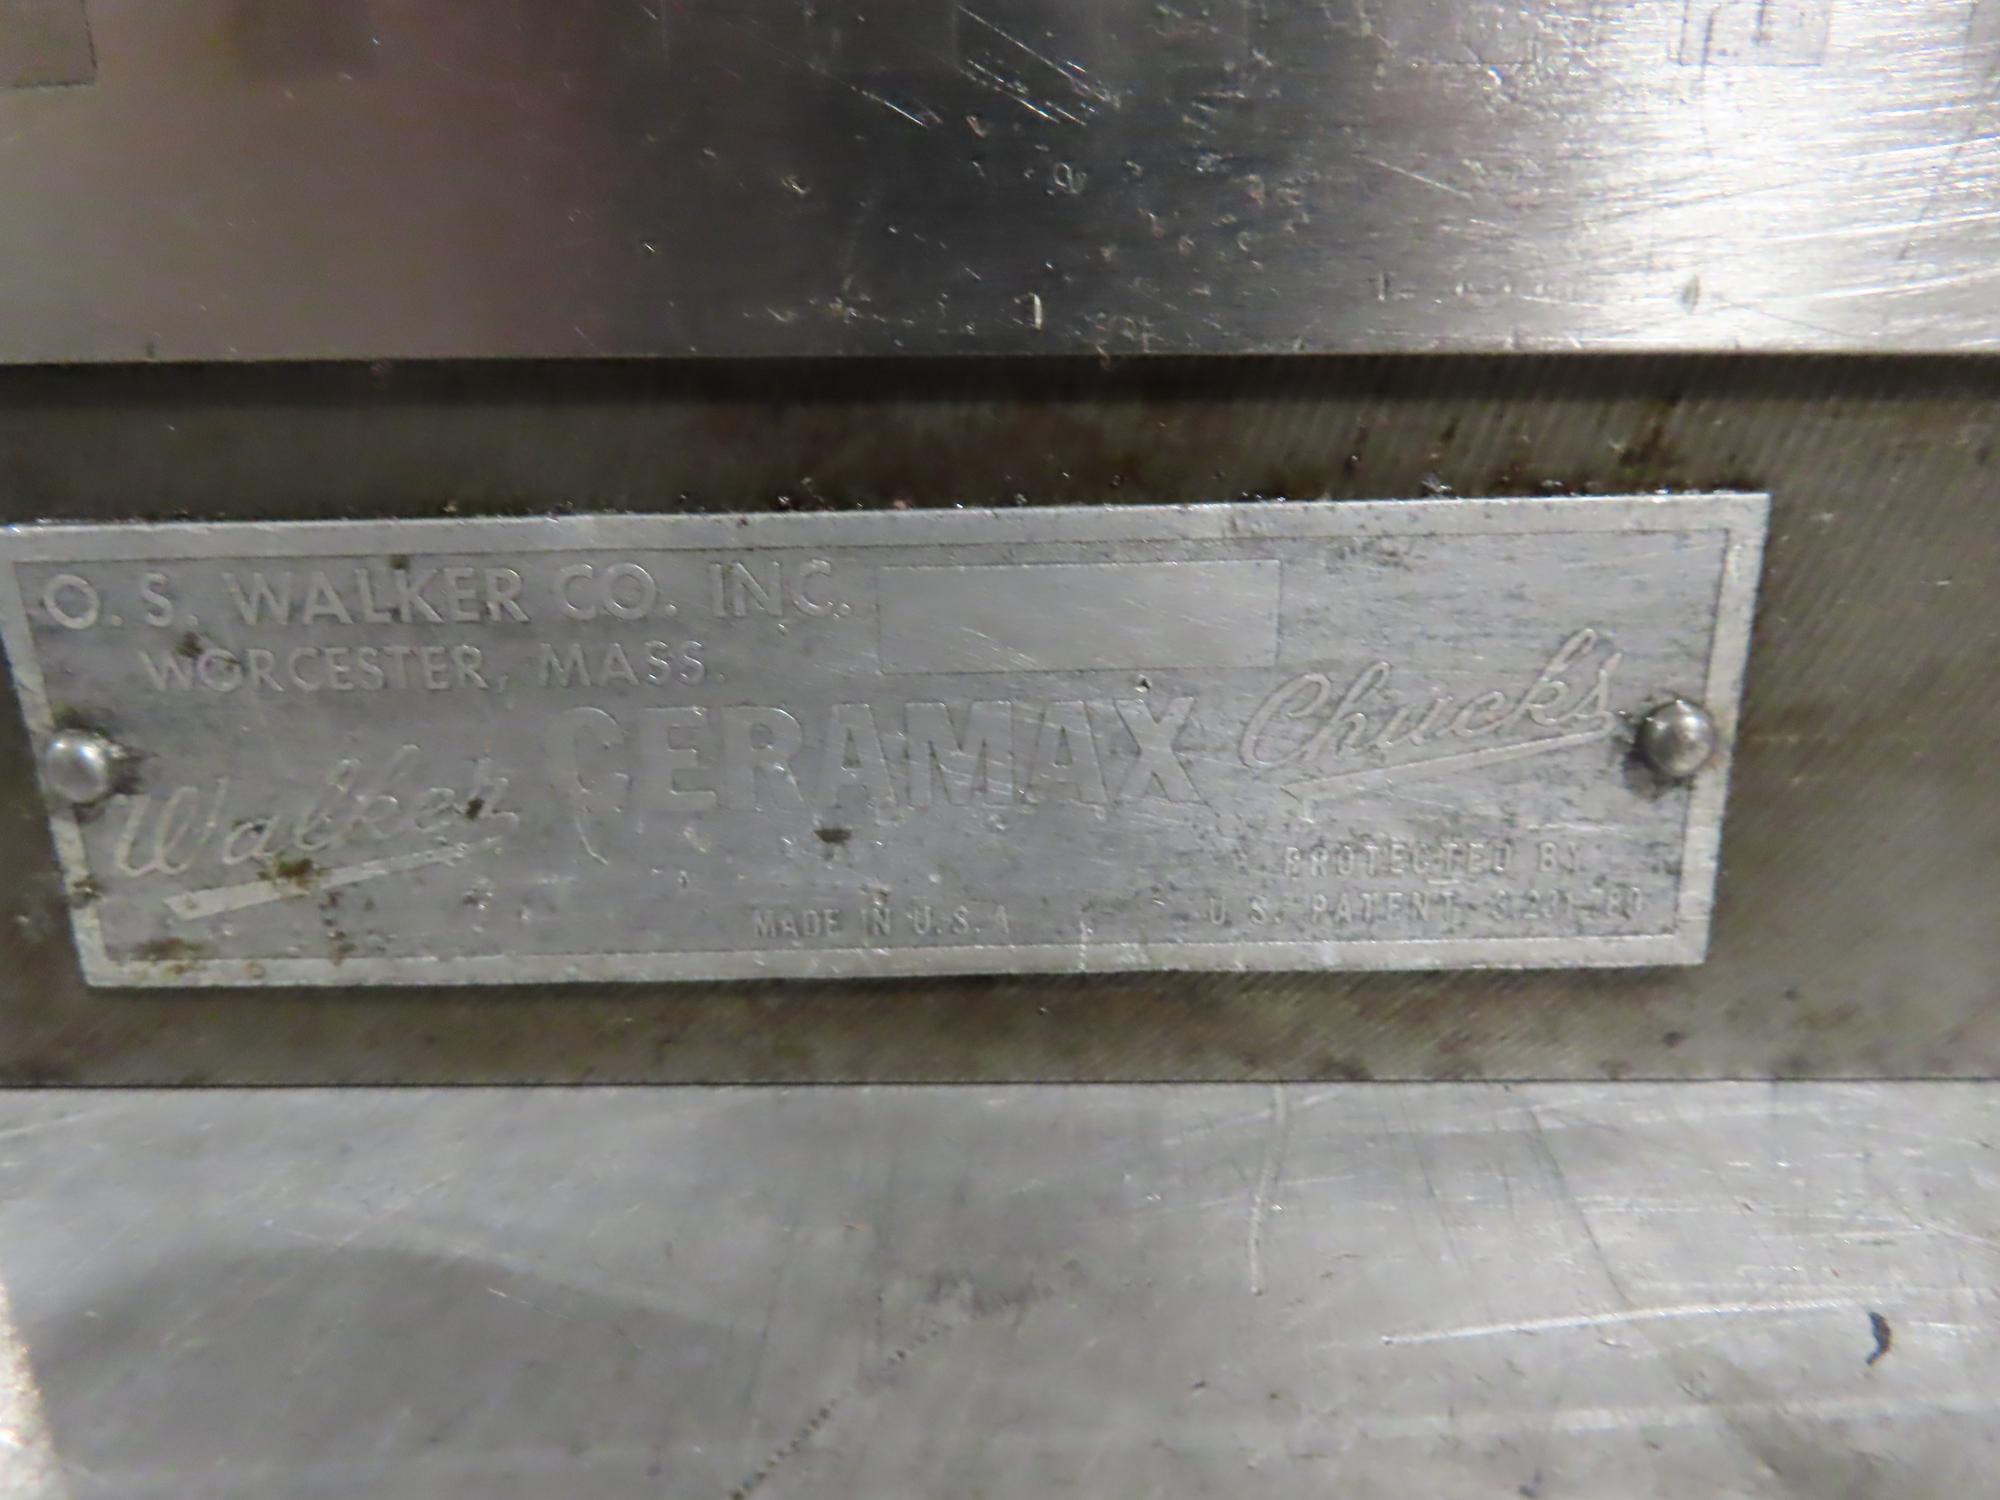 O. S. WALKER CO. INC.
WORCESTER, MASS.
Walker CERAMAX Chucks
PROTECTED BY
MADE IN U.S.A
U.S. PATENT